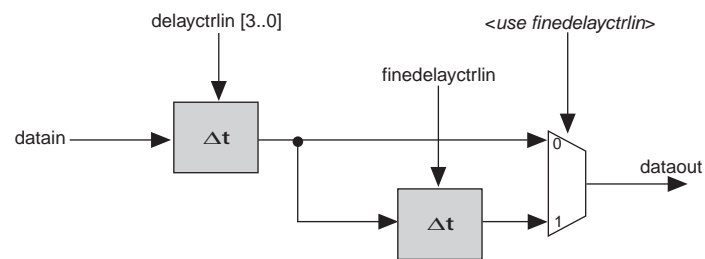 delayctrlin [3..0]
<use finedelayctrlin>
finedelayctrlin
datain
Δt
0
dataout
Δt
1